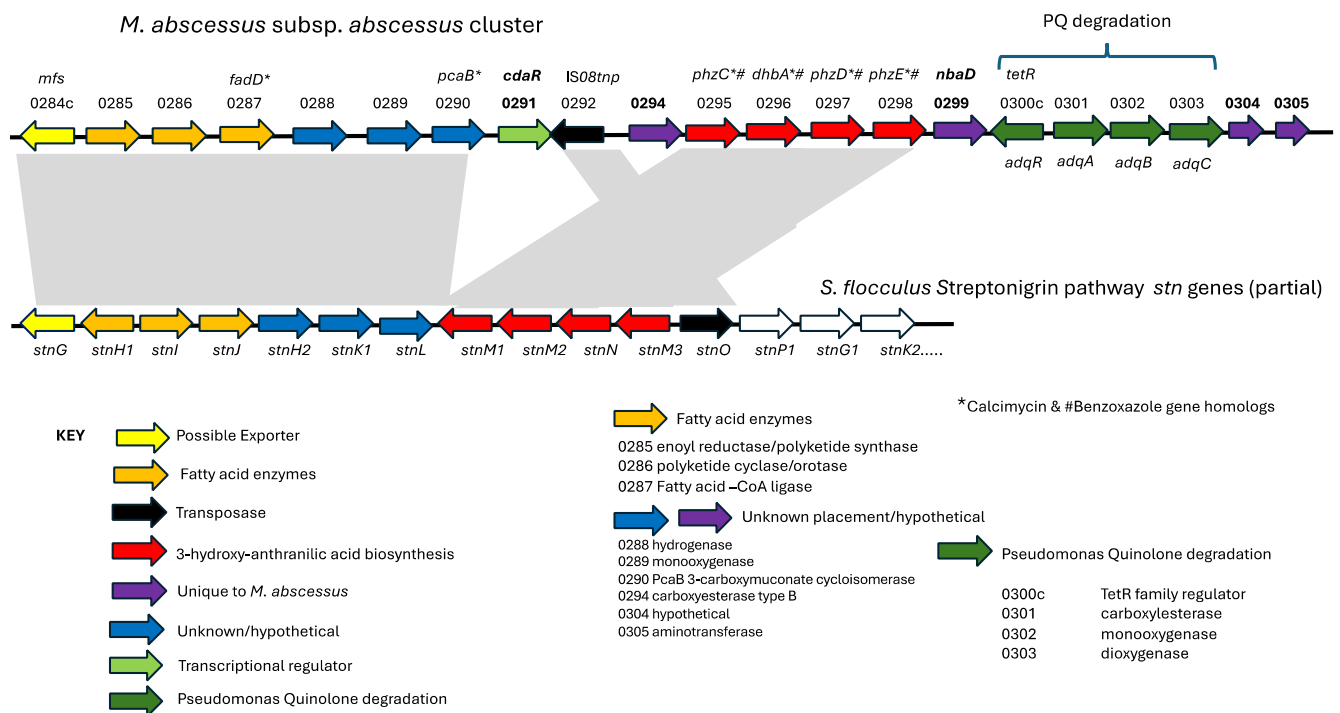 M. abscessus subsp. abscessus cluster
PQ degradation
mfs fadD* pcaB* cdaR IS08tnp phzC*# dhbA*# phzD*# phzE*# nbaD tetR
0284c 0285 0286 0287 0288 0289 0290 0291 0292 0294 0295 0296 0297 0298 0299 0300c 0301 0302 0303 0304 0305
adqR adqA adqB adqC
S. flocculus Streptonigrin pathway stn genes (partial)
stnG stnH1 stnI stnJ stnH2 stnK1 stnL stnM1 stnM2 stnN stnM3 stnO stnP1 stnG1 stnK2.....
*Calcimycin & #Benzoxazole gene homologs
KEY
Possible Exporter
Fatty acid enzymes
Transposase
3-hydroxy-anthranilic acid biosynthesis
Unique to M. abscessus
Unknown/hypothetical
Transcriptional regulator
Pseudomonas Quinolone degradation
Fatty acid enzymes
0285 enoyl reductase/polyketide synthase
0286 polyketide cyclase/orotase
0287 Fatty acid –CoA ligase
Unknown placement/hypothetical
0288 hydrogenase
0289 monooxygenase
0290 PcaB 3-carboxymuconate cycloisomerase
0294 carboxyesterase type B
0304 hypothetical
0305 aminotransferase
Pseudomonas Quinolone degradation
0300c TetR family regulator
0301 carboxylesterase
0302 monooxygenase
0303 dioxygenase